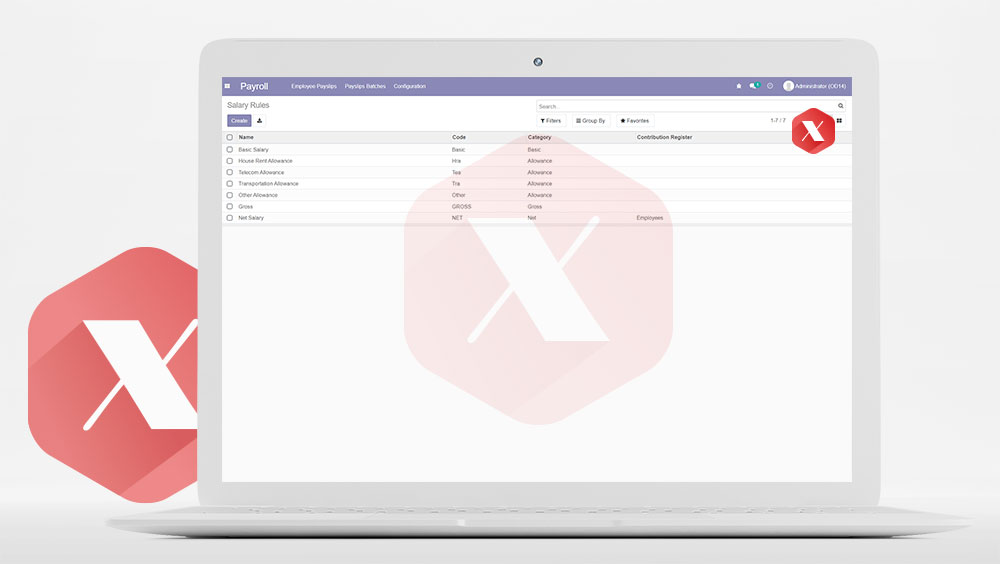 Payroll Employee Payslips Payslips Batches Configuration Administrator (OD14)
Salary Rules
Search...
Create Filters Group By Favorites 1-7 / 7
Name Code Category Contribution Register
Basic Salary Basic Basic
House Rent Allowance Hra Allowance
Telecom Allowance Tea Allowance
Transportation Allowance Tra Allowance
Other Allowance Other Allowance
Gross GROSS Gross
Net Salary NET Net Employees